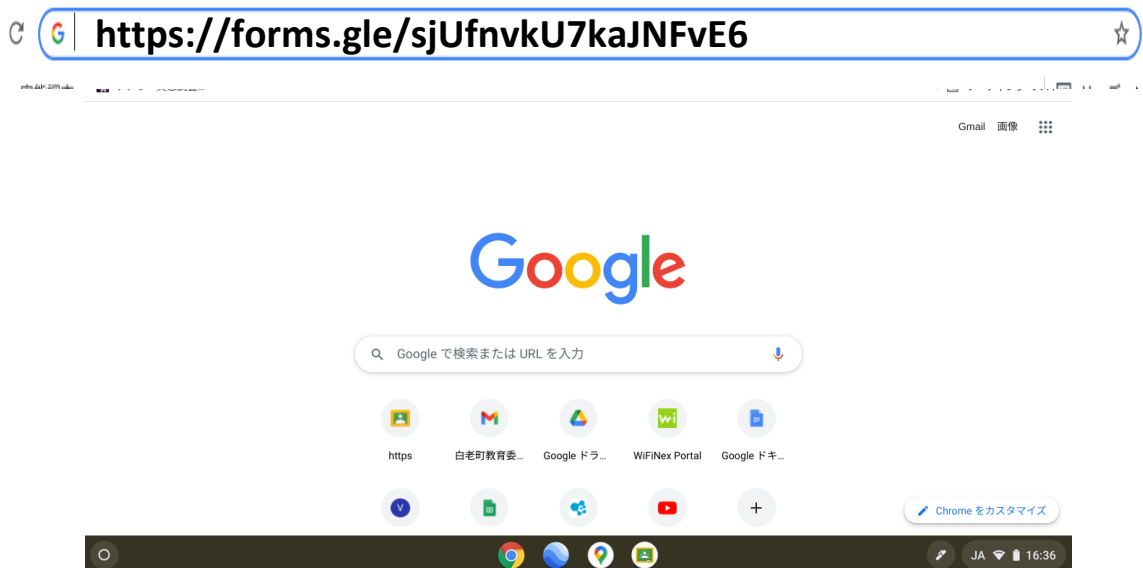 https://forms.gle/sjUfnvkU7kaJNFvE6
Gmail 画像
Google
Google で検索または URL を入力
https 白老町教育委... Google ドラ... WiFiNex Portal Google ドキ...
Chrome をカスタマイズ
JA 16:36